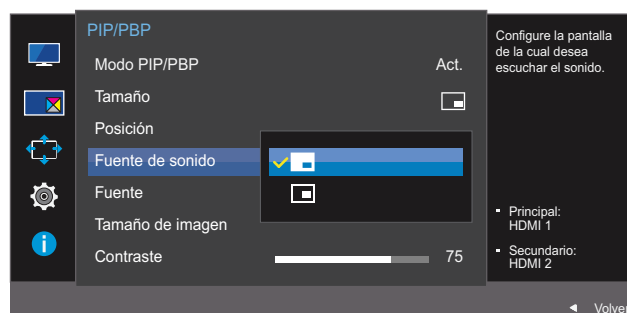 PIP/PBP
Modo PIP/PBP Act.
Tamaño
Posición
Fuente de sonido
Fuente
Tamaño de imagen
Contraste 75
Configure la pantalla
de la cual desea
escuchar el sonido.
Principal:
HDMI 1
Secundario:
HDMI 2
Volver